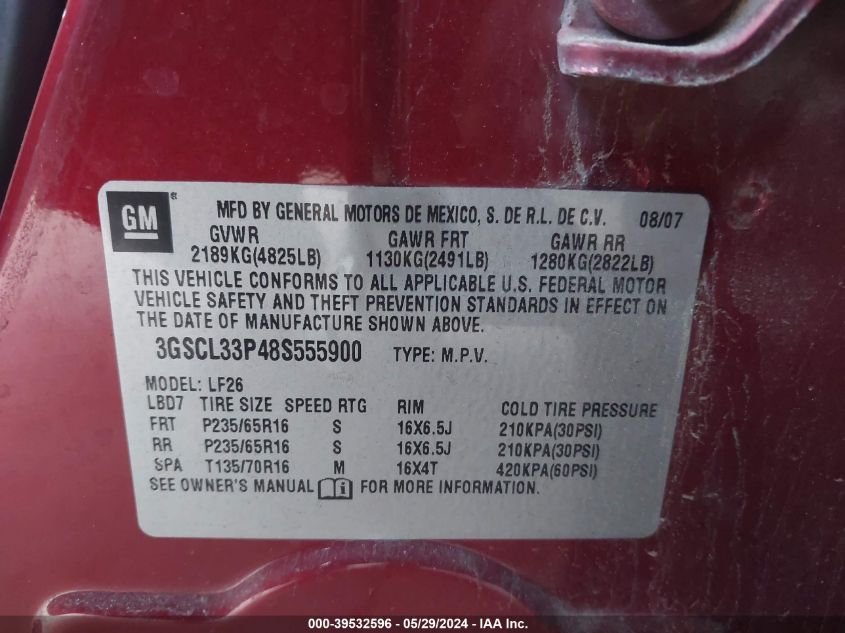 GM®
MFD BY GENERAL MOTORS DE MEXICO, S. DE R.L. DE C.V. 08/07
GVWR GAWR FRT GAWR RR
2189KG(4825LB) 1130KG(2491LB) 1280KG(2822LB)
THIS VEHICLE CONFORMS TO ALL APPLICABLE U.S. FEDERAL MOTOR
VEHICLE SAFETY AND THEFT PREVENTION STANDARDS IN EFFECT ON
THE DATE OF MANUFACTURE SHOWN ABOVE.
3GSCL33P48S555900 TYPE: M.P.V.
MODEL: LF26
LBD7 TIRE SIZE SPEED RTG RIM COLD TIRE PRESSURE
FRT P235/65R16 S 16X6.5J 210KPA(30PSI)
RR P235/65R16 S 16X6.5J 210KPA(30PSI)
SPA T135/70R16 M 16X4T 420KPA(60PSI)
SEE OWNER'S MANUAL i FOR MORE INFORMATION.
000-39532596 - 05/29/2024 - IAA Inc.